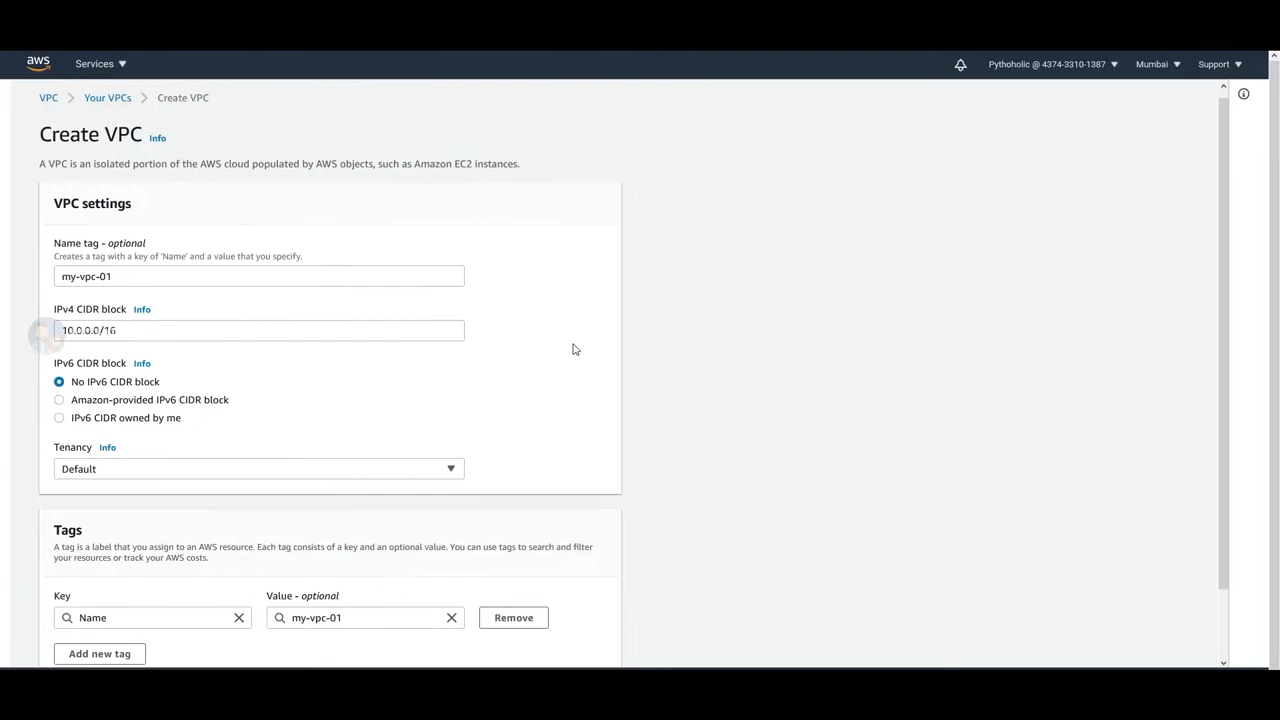 aws Services Pythoholic @ 4374-3310-1387 Mumbai Support
VPC Your VPCs Create VPC
Create VPC Info
A VPC is an isolated portion of the AWS cloud populated by AWS objects, such as Amazon EC2 instances.
VPC settings
Name tag - optional
Creates a tag with a key of 'Name' and a value that you specify.
my-vpc-01
IPv4 CIDR block Info
10.0.0.0/16
IPv6 CIDR block Info
No IPv6 CIDR block
Amazon-provided IPv6 CIDR block
IPv6 CIDR owned by me
Tenancy Info
Default
Tags
A tag is a label that you assign to an AWS resource. Each tag consists of a key and an optional value. You can use tags to search and filter
your resources or track your AWS costs.
Key Value - optional
Name my-vpc-01 Remove
Add new tag